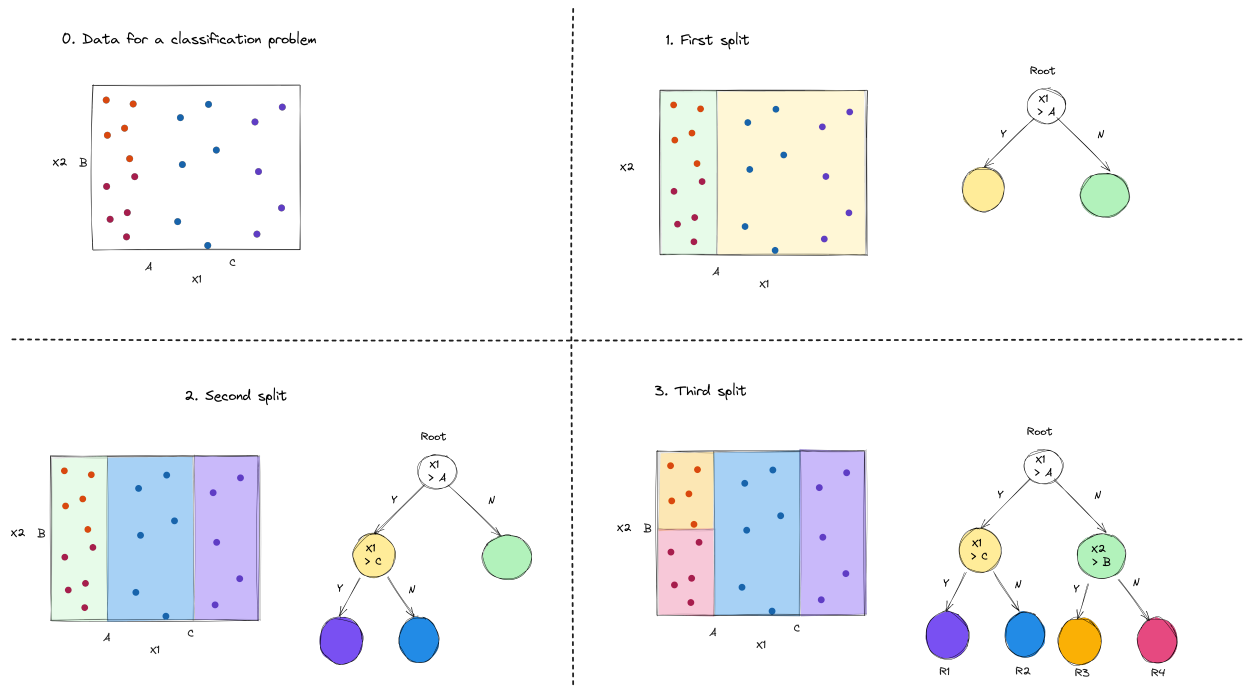 0. Data for a classification problem
x2 B
A
C
x1
1. First split
x2
A
x1
Root
x1
> A
Y
N
2. Second split
x2 B
A
C
x1
Root
x1
> A
Y
N
x1
> C
Y
N
3. Third split
x2 B
A
C
x1
Root
x1
> A
Y
N
x1
> C
x2
> B
Y
N
Y
N
R1
R2
R3
R4